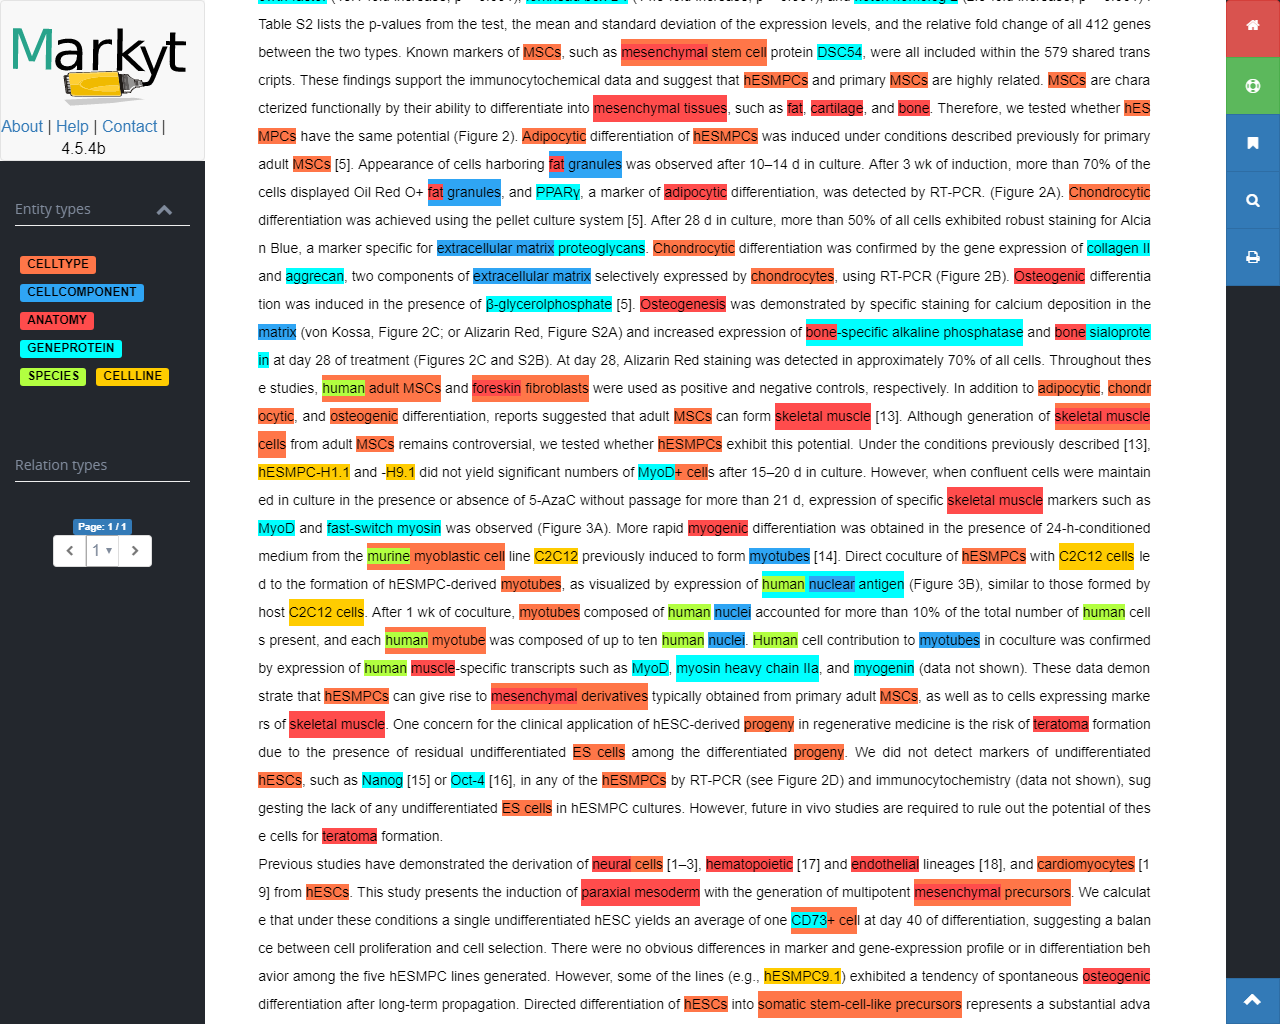 Markyt
About | Help | Contact |
4.5.4b
Entity types
CELLTYPE
CELLCOMPONENT
ANATOMY
GENEPROTEIN
SPECIES CELLLINE
Relation types
Page: 1 / 1
1
Table S2 lists the p-values from the test, the mean and standard deviation of the expression levels, and the relative fold change of all 412 genes
between the two types. Known markers of MSCs, such as mesenchymal stem cell protein DSC54, were all included within the 579 shared trans
cripts. These findings support the immunocytochemical data and suggest that hESMPCs and primary MSCs are highly related. MSCs are chara
cterized functionally by their ability to differentiate into mesenchymal tissues, such as fat, cartilage, and bone. Therefore, we tested whether hES
MPCs have the same potential (Figure 2). Adipocytic differentiation of hESMPCs was induced under conditions described previously for primary
adult MSCs [5]. Appearance of cells harboring fat granules was observed after 10–14 d in culture. After 3 wk of induction, more than 70% of the
cells displayed Oil Red O+ fat granules, and PPARγ, a marker of adipocytic differentiation, was detected by RT-PCR. (Figure 2A). Chondrocytic
differentiation was achieved using the pellet culture system [5]. After 28 d in culture, more than 50% of all cells exhibited robust staining for Alcia
n Blue, a marker specific for extracellular matrix proteoglycans. Chondrocytic differentiation was confirmed by the gene expression of collagen II
and aggrecan, two components of extracellular matrix selectively expressed by chondrocytes, using RT-PCR (Figure 2B). Osteogenic differentia
tion was induced in the presence of β-glycerolphosphate [5]. Osteogenesis was demonstrated by specific staining for calcium deposition in the
matrix (von Kossa, Figure 2C; or Alizarin Red, Figure S2A) and increased expression of bone-specific alkaline phosphatase and bone sialoprote
in at day 28 of treatment (Figures 2C and S2B). At day 28, Alizarin Red staining was detected in approximately 70% of all cells. Throughout thes
e studies, human adult MSCs and foreskin fibroblasts were used as positive and negative controls, respectively. In addition to adipocytic, chondr
ocytic, and osteogenic differentiation, reports suggested that adult MSCs can form skeletal muscle [13]. Although generation of skeletal muscle
cells from adult MSCs remains controversial, we tested whether hESMPCs exhibit this potential. Under the conditions previously described [13],
hESMPC-H1.1 and -H9.1 did not yield significant numbers of MyoD+ cells after 15–20 d in culture. However, when confluent cells were maintain
ed in culture in the presence or absence of 5-AzaC without passage for more than 21 d, expression of specific skeletal muscle markers such as
MyoD and fast-switch myosin was observed (Figure 3A). More rapid myogenic differentiation was obtained in the presence of 24-h-conditioned
medium from the murine myoblastic cell line C2C12 previously induced to form myotubes [14]. Direct coculture of hESMPCs with C2C12 cells le
d to the formation of hESMPC-derived myotubes, as visualized by expression of human nuclear antigen (Figure 3B), similar to those formed by
host C2C12 cells. After 1 wk of coculture, myotubes composed of human nuclei accounted for more than 10% of the total number of human cell
s present, and each human myotube was composed of up to ten human nuclei. Human cell contribution to myotubes in coculture was confirmed
by expression of human muscle-specific transcripts such as MyoD, myosin heavy chain IIa, and myogenin (data not shown). These data demon
strate that hESMPCs can give rise to mesenchymal derivatives typically obtained from primary adult MSCs, as well as to cells expressing marke
rs of skeletal muscle. One concern for the clinical application of hESC-derived progeny in regenerative medicine is the risk of teratoma formation
due to the presence of residual undifferentiated ES cells among the differentiated progeny. We did not detect markers of undifferentiated
hESCs, such as Nanog [15] or Oct-4 [16], in any of the hESMPCs by RT-PCR (see Figure 2D) and immunocytochemistry (data not shown), sug
gesting the lack of any undifferentiated ES cells in hESMPC cultures. However, future in vivo studies are required to rule out the potential of thes
e cells for teratoma formation.
Previous studies have demonstrated the derivation of neural cells [1–3], hematopoietic [17] and endothelial lineages [18], and cardiomyocytes [1
9] from hESCs. This study presents the induction of paraxial mesoderm with the generation of multipotent mesenchymal precursors. We calculat
e that under these conditions a single undifferentiated hESC yields an average of one CD73+ cell at day 40 of differentiation, suggesting a balan
ce between cell proliferation and cell selection. There were no obvious differences in marker and gene-expression profile or in differentiation beh
avior among the five hESMPC lines generated. However, some of the lines (e.g., hESMPC9.1) exhibited a tendency of spontaneous osteogenic
differentiation after long-term propagation. Directed differentiation of hESCs into somatic stem-cell-like precursors represents a substantial adva